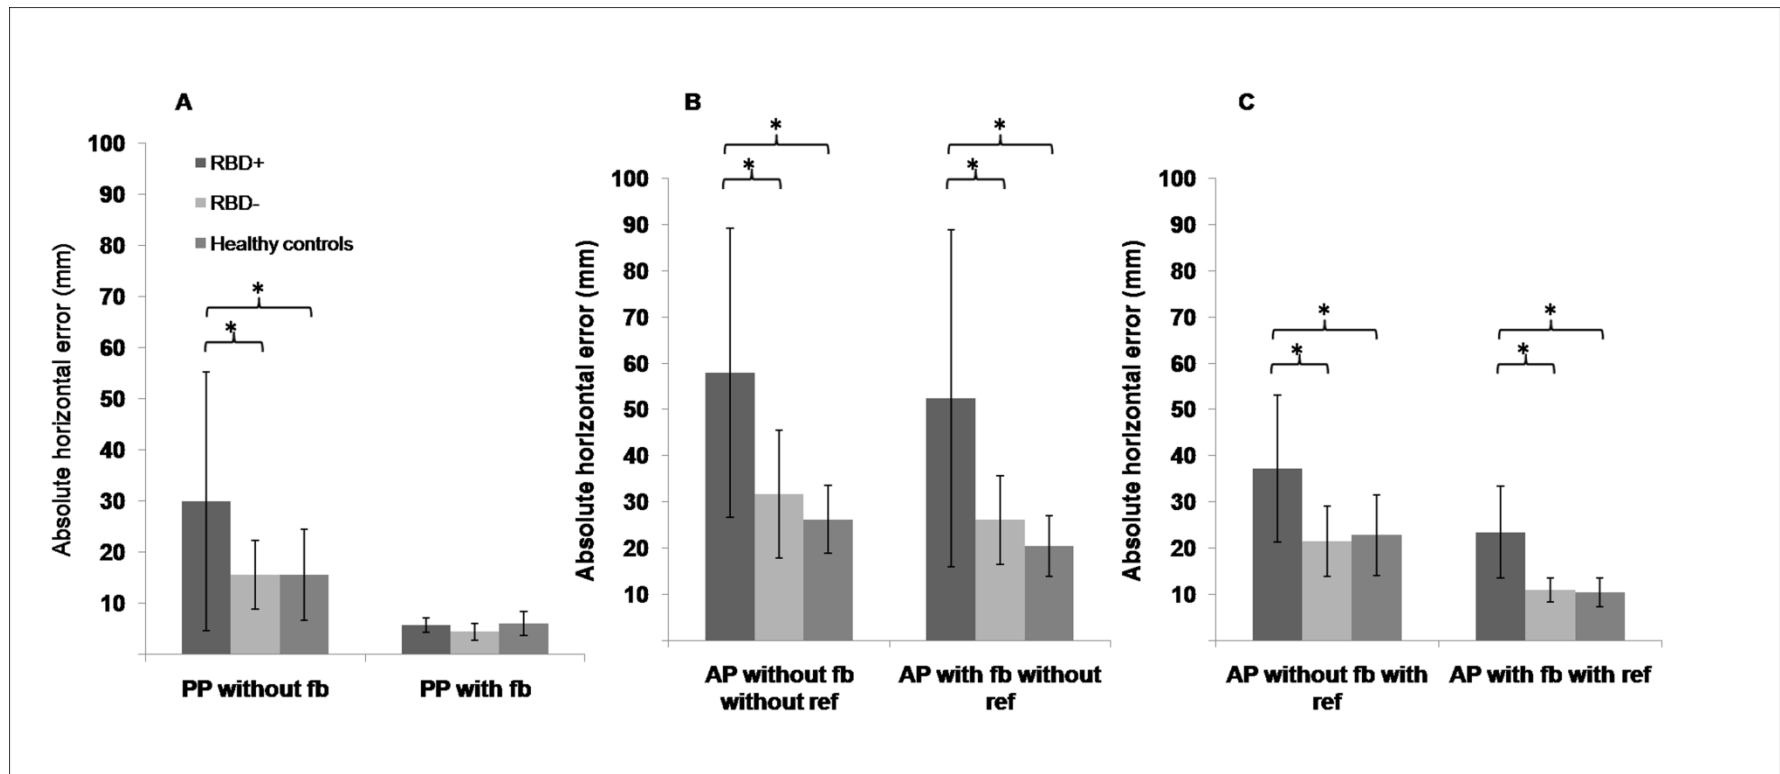 A
Absolute horizontal error (mm)
100
90
80
70
60
50
40
30
20
10
RBD+
RBD-
Healthy controls
*
*
PP without fb
PP with fb
B
Absolute horizontal error (mm)
100
90
80
70
60
50
40
30
20
10
*
*
*
*
AP without fb
without ref
AP with fb without
ref
C
Absolute horizontal error (mm)
100
90
80
70
60
50
40
30
20
10
*
*
*
*
AP without fb with
ref
AP with fb with ref